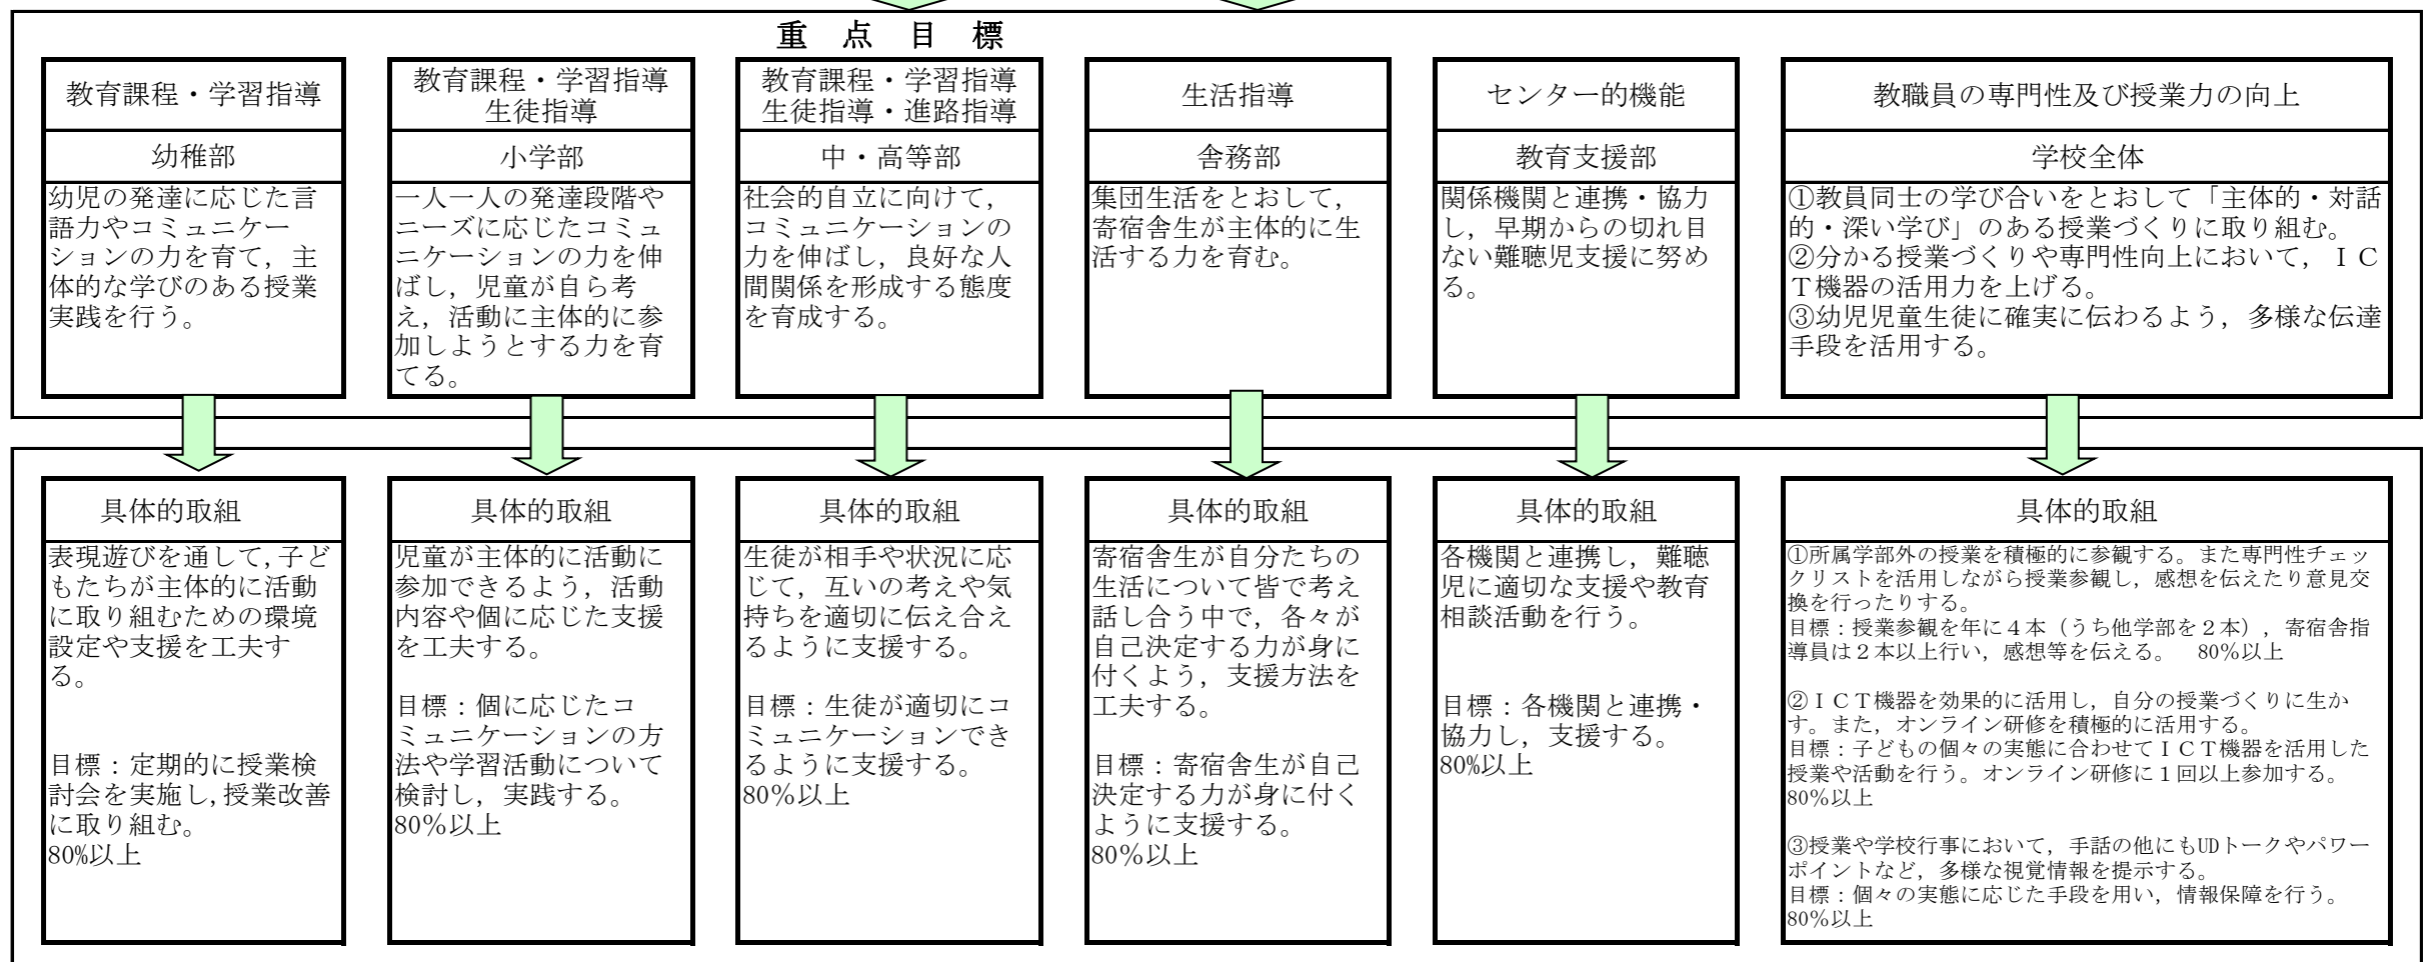 重 点 目 標
教育課程・学習指導
幼稚部
幼児の発達に応じた言
語力やコミュニケー
ションの力を育て，主
体的な学びのある授業
実践を行う。
教育課程・学習指導
生徒指導
小学部
一人一人の発達段階や
ニーズに応じたコミュ
ニケーションの力を伸
ばし，児童が自ら考
え，活動に主体的に参
加しようとする力を育
てる。
教育課程・学習指導
生徒指導・進路指導
中・高等部
社会的自立に向けて，
コミュニケーションの
力を伸ばし，良好な人
間関係を形成する態度
を育成する。
生活指導
舎務部
集団生活をとおして，
寄宿舎生が主体的に生
活する力を育む。
センター的機能
教育支援部
関係機関と連携・協力
し，早期からの切れ目
ない難聴児支援に努め
る。
教職員の専門性及び授業力の向上
学校全体
①教員同士の学び合いをとおして「主体的・対話
的・深い学び」のある授業づくりに取り組む。
②分かる授業づくりや専門性向上において，ＩＣ
Ｔ機器の活用力を上げる。
③幼児児童生徒に確実に伝わるよう，多様な伝達
手段を活用する。
具体的取組
表現遊びを通して,子ど
もたちが主体的に活動
に取り組むための環境
設定や支援を工夫す
る。
目標：定期的に授業検
討会を実施し,授業改善
に取り組む。
80%以上
具体的取組
児童が主体的に活動に
参加できるよう，活動
内容や個に応じた支援
を工夫する。
目標：個に応じたコ
ミュニケーションの方
法や学習活動について
検討し，実践する。
80％以上
具体的取組
生徒が相手や状況に応
じて，互いの考えや気
持ちを適切に伝え合え
るように支援する。
目標：生徒が適切にコ
ミュニケーションでき
るように支援する。
80％以上
具体的取組
寄宿舎生が自分たちの
生活について皆で考え
話し合う中で，各々が
自己決定する力が身に
付くよう，支援方法を
工夫する。
目標：寄宿舎生が自己
決定する力が身に付く
ように支援する。
80％以上
具体的取組
各機関と連携し，難聴
児に適切な支援や教育
相談活動を行う。
目標：各機関と連携・
協力し，支援する。
80%以上
具体的取組
①所属学部外の授業を積極的に参観する。また専門性チェッ
クリストを活用しながら授業参観し，感想を伝えたり意見交
換を行ったりする。
目標：授業参観を年に４本（うち他学部を２本），寄宿舎指
導員は２本以上行い，感想等を伝える。　80％以上
②ＩＣＴ機器を効果的に活用し，自分の授業づくりに生か
す。また，オンライン研修を積極的に活用する。
目標：子どもの個々の実態に合わせてＩＣＴ機器を活用した
授業や活動を行う。オンライン研修に１回以上参加する。
80％以上
③授業や学校行事において，手話の他にもUDトークやパワー
ポイントなど，多様な視覚情報を提示する。
目標：個々の実態に応じた手段を用い，情報保障を行う。
80％以上